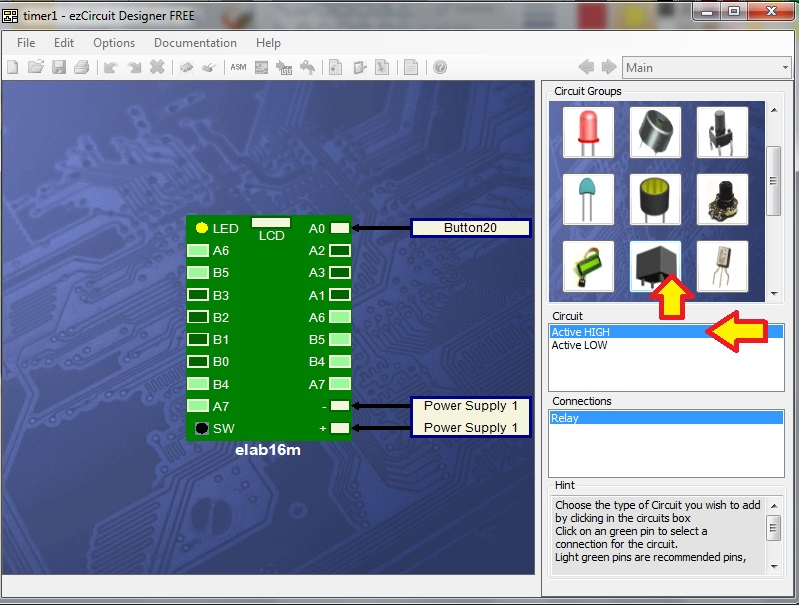 timer1 - ezCircuit Designer FREE
File Edit Options Documentation Help
ASM
Main
Circuit Groups
LED LCD A0 Button20
A6 A2
B5 A3
B3 A1
B2 A6
B1 B5
B0 B4
B4 A7
A7 - Power Supply 1
SW + Power Supply 1
elab16m
Circuit
Active HIGH
Active LOW
Connections
Relay
Hint
Choose the type of Circuit you wish to add
by clicking in the circuits box
Click on an green pin to select a
connection for the circuit.
Light green pins are recommended pins,